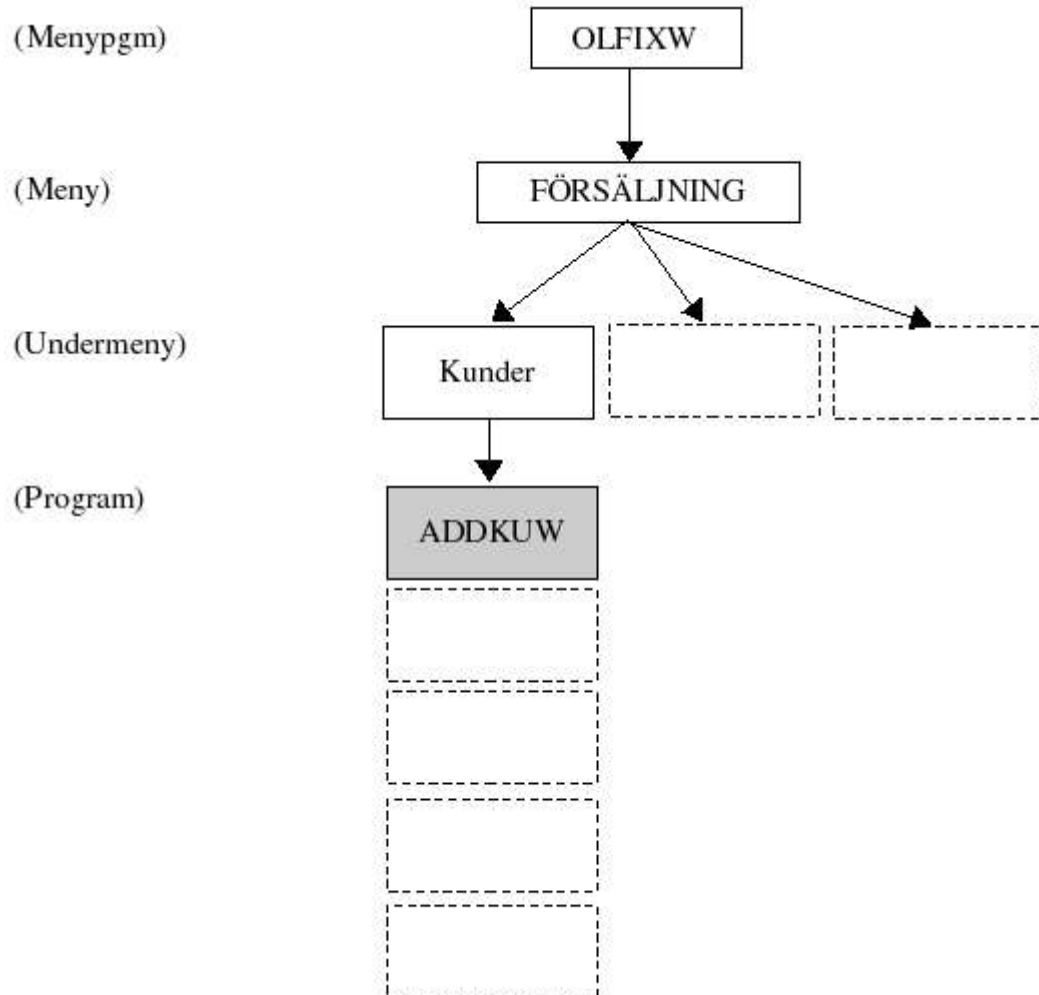 (Menypgm)
OLFIXW
(Meny)
FÖRSÄLJNING
(Undermeny)
Kunder
(Program)
ADDKUW